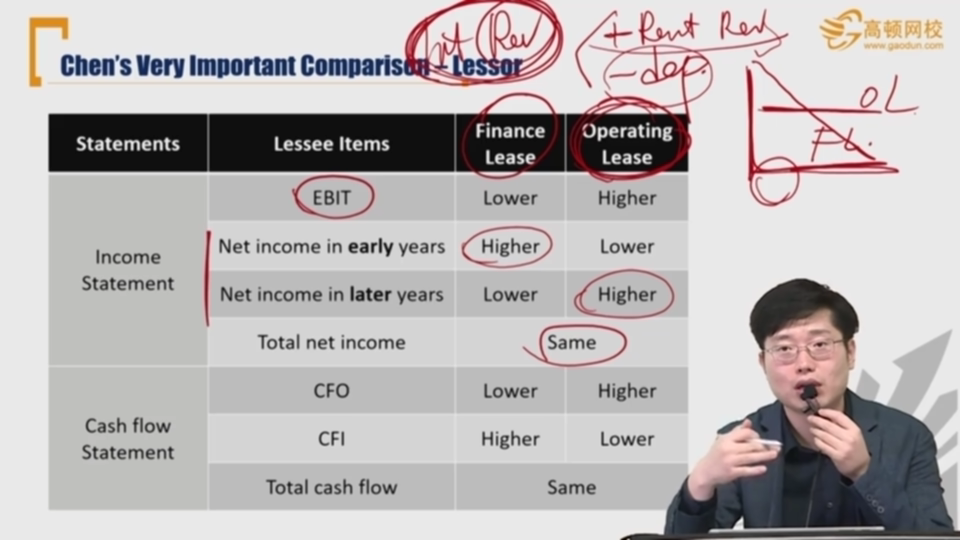 Chen's Very Important Comparison – Lessor
int Rev
+ Rent Rev
- dep.
高顿网校
www.gaodun.com
OL
FL.
Statements Lessee Items Finance Lease Operating Lease
Income Statement
EBIT Lower Higher
Net income in early years Higher Lower
Net income in later years Lower Higher
Total net income Same
Cash flow Statement
CFO Lower Higher
CFI Higher Lower
Total cash flow Same